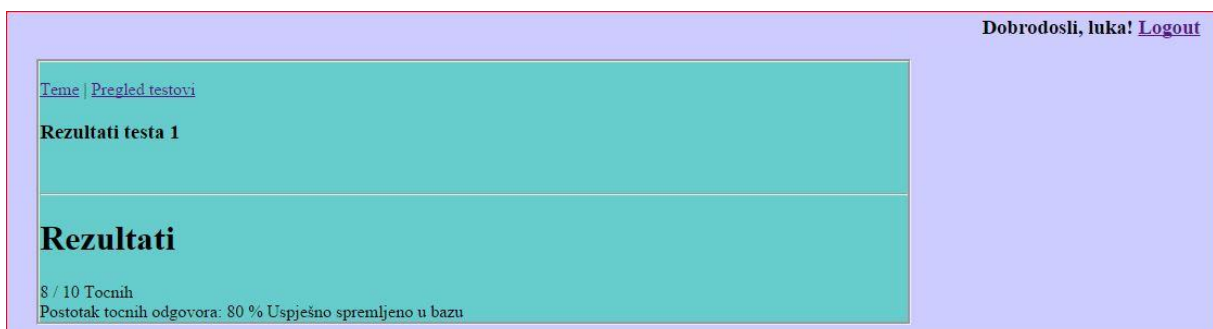 Dobrodosli, luka! Logout
Teme | Pregled testovi
Rezultati testa 1
Rezultati
8 / 10 Tocnih
Postotak tocnih odgovora: 80 % Uspješno spremljeno u bazu